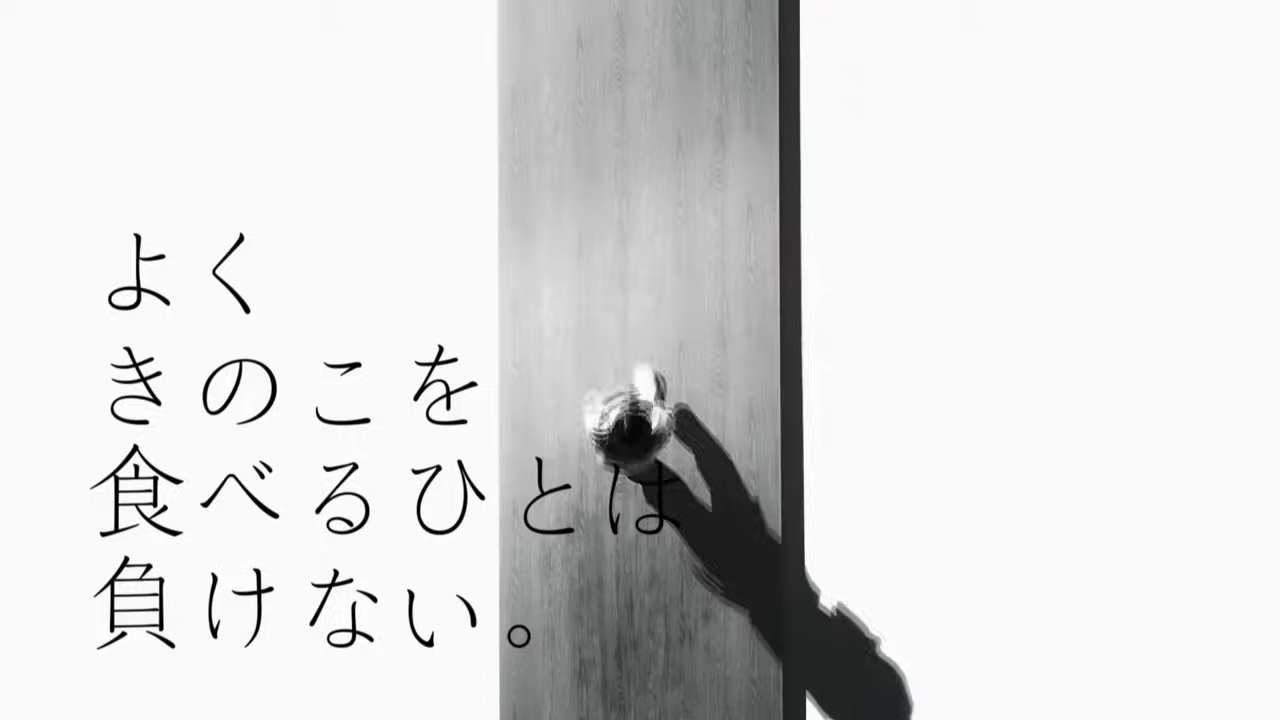 よく
きのこを
食べるひとは
負けない。